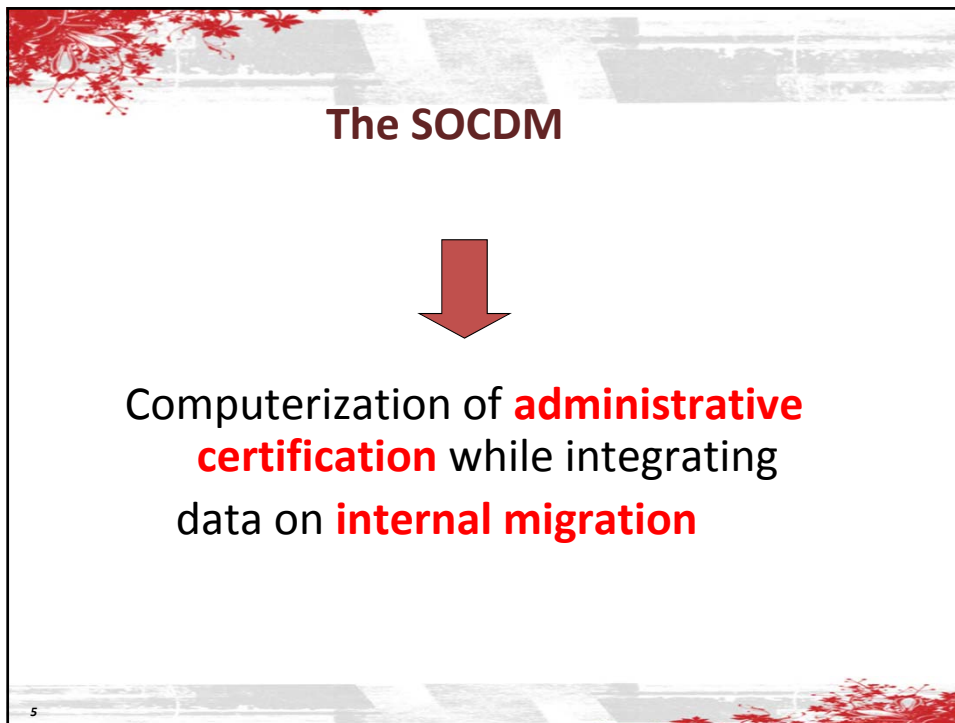 The SOCDM
Computerization of administrative
certification while integrating
data on internal migration
5